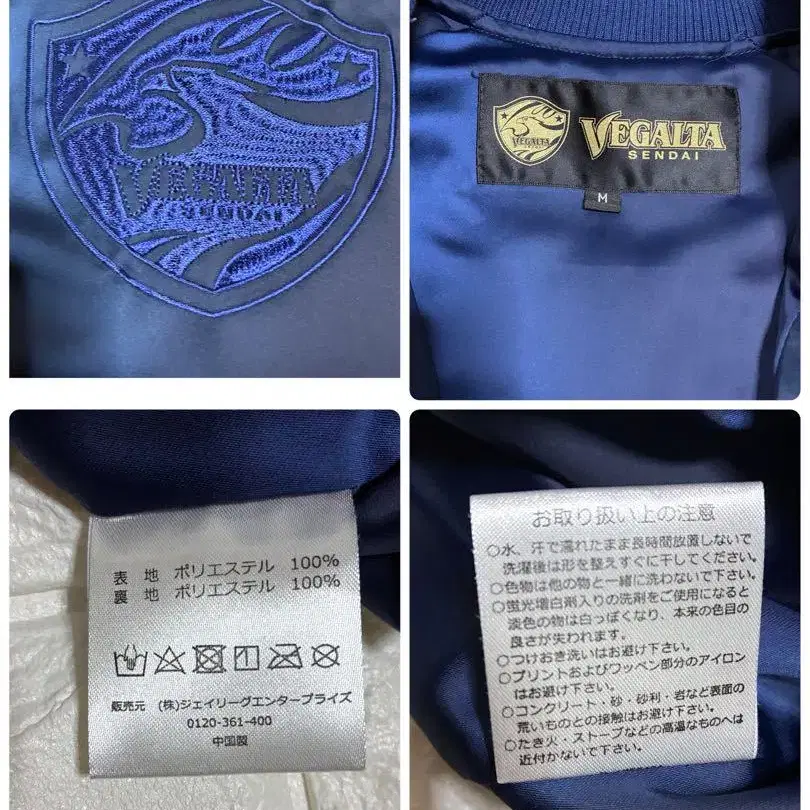 VEGALTA
SENDAI
VEGALTA
VEGALTA
SENDAI
M
表 地 ポリエステル 100%
裏 地 ポリエステル 100%
販売元 (株)ジェイリーグエンタープライズ
0120-361-400
中国製
お取り扱い上の注意
○水、汗で濡れたまま長時間放置しないで
洗濯後は形を整えすぐに干してください。
○色物は他の物と一緒に洗わないで下さい。
○蛍光増白剤入りの洗剤をご使用になると
淡色の物は白っぽくなり、本来の色目の
良さが失われます。
○つけおき洗いはお避け下さい。
○プリントおよびワッペン部分のアイロン
はお避け下さい。
○コンクリート・砂・砂利・岩など表面の
荒いものとの接触はお避け下さい。
○たき火・ストーブなどの高温なものへは
近付かないで下さい。